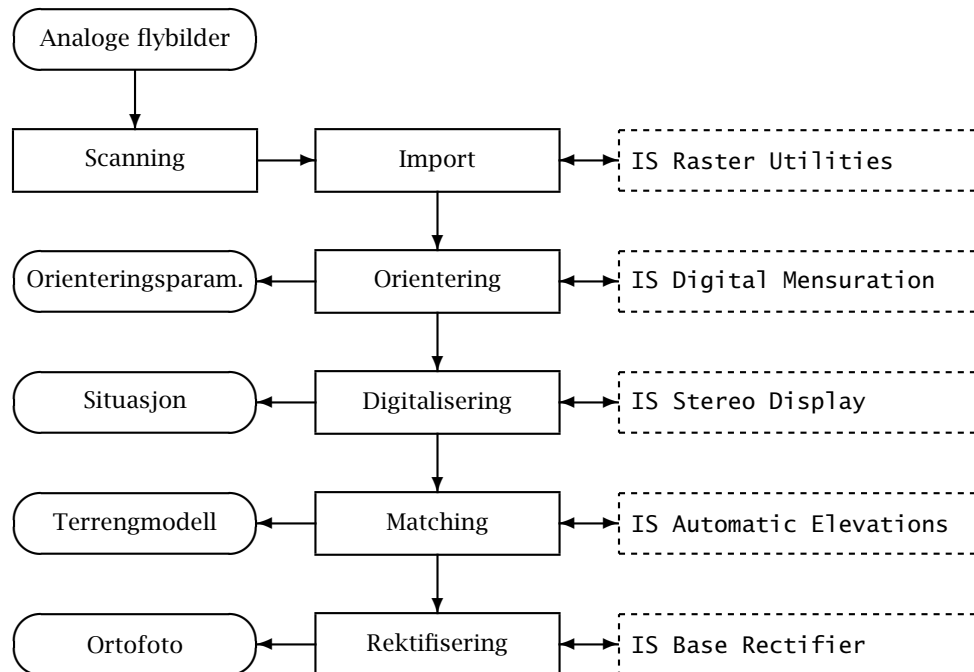 Analoge flybilder
Scanning
Import
IS Raster Utilities
Orienteringsparam.
Orientering
IS Digital Mensuration
Situasjon
Digitalisering
IS Stereo Display
Terrengmodell
Matching
IS Automatic Elevations
Ortofoto
Rektifisering
IS Base Rectifier